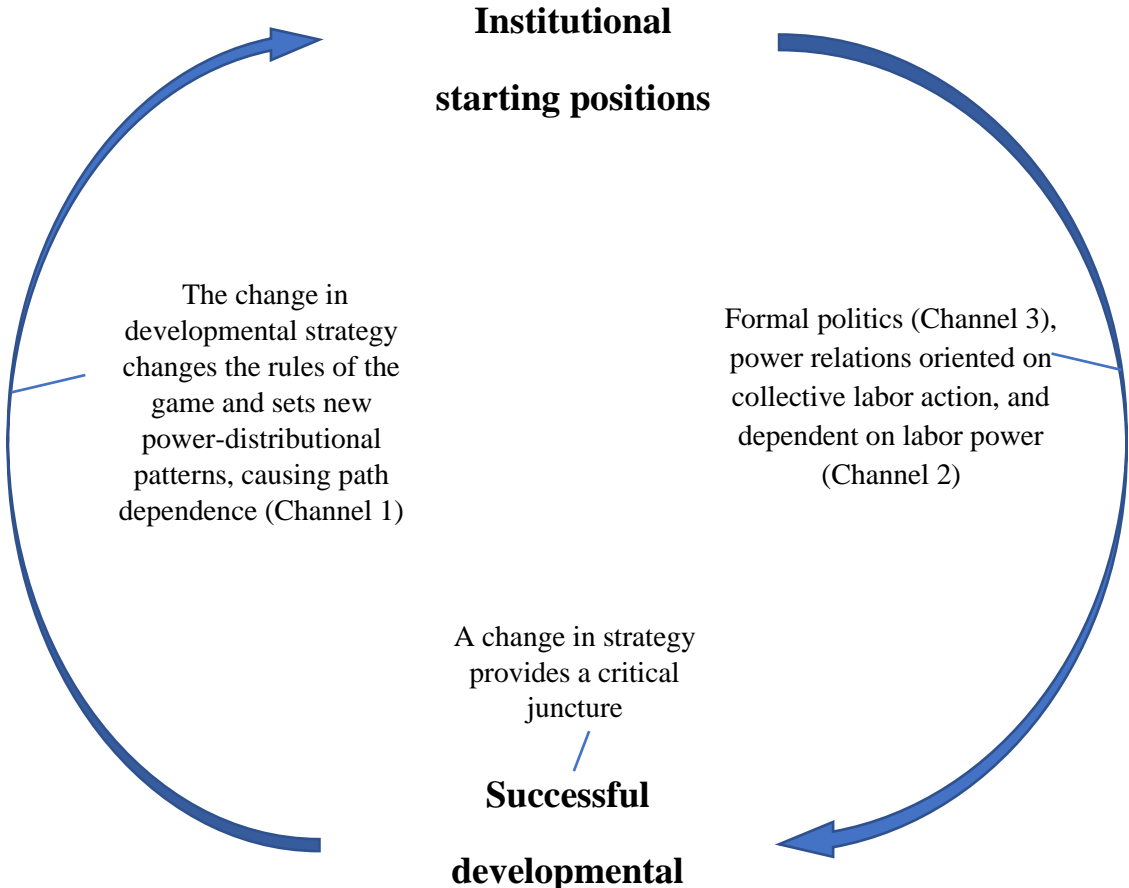 Institutional
starting positions
The change in
developmental strategy
changes the rules of the
game and sets new
power-distributional
patterns, causing path
dependence (Channel 1)
Formal politics (Channel 3),
power relations oriented on
collective labor action, and
dependent on labor power
(Channel 2)
A change in strategy
provides a critical
juncture
Successful
developmental